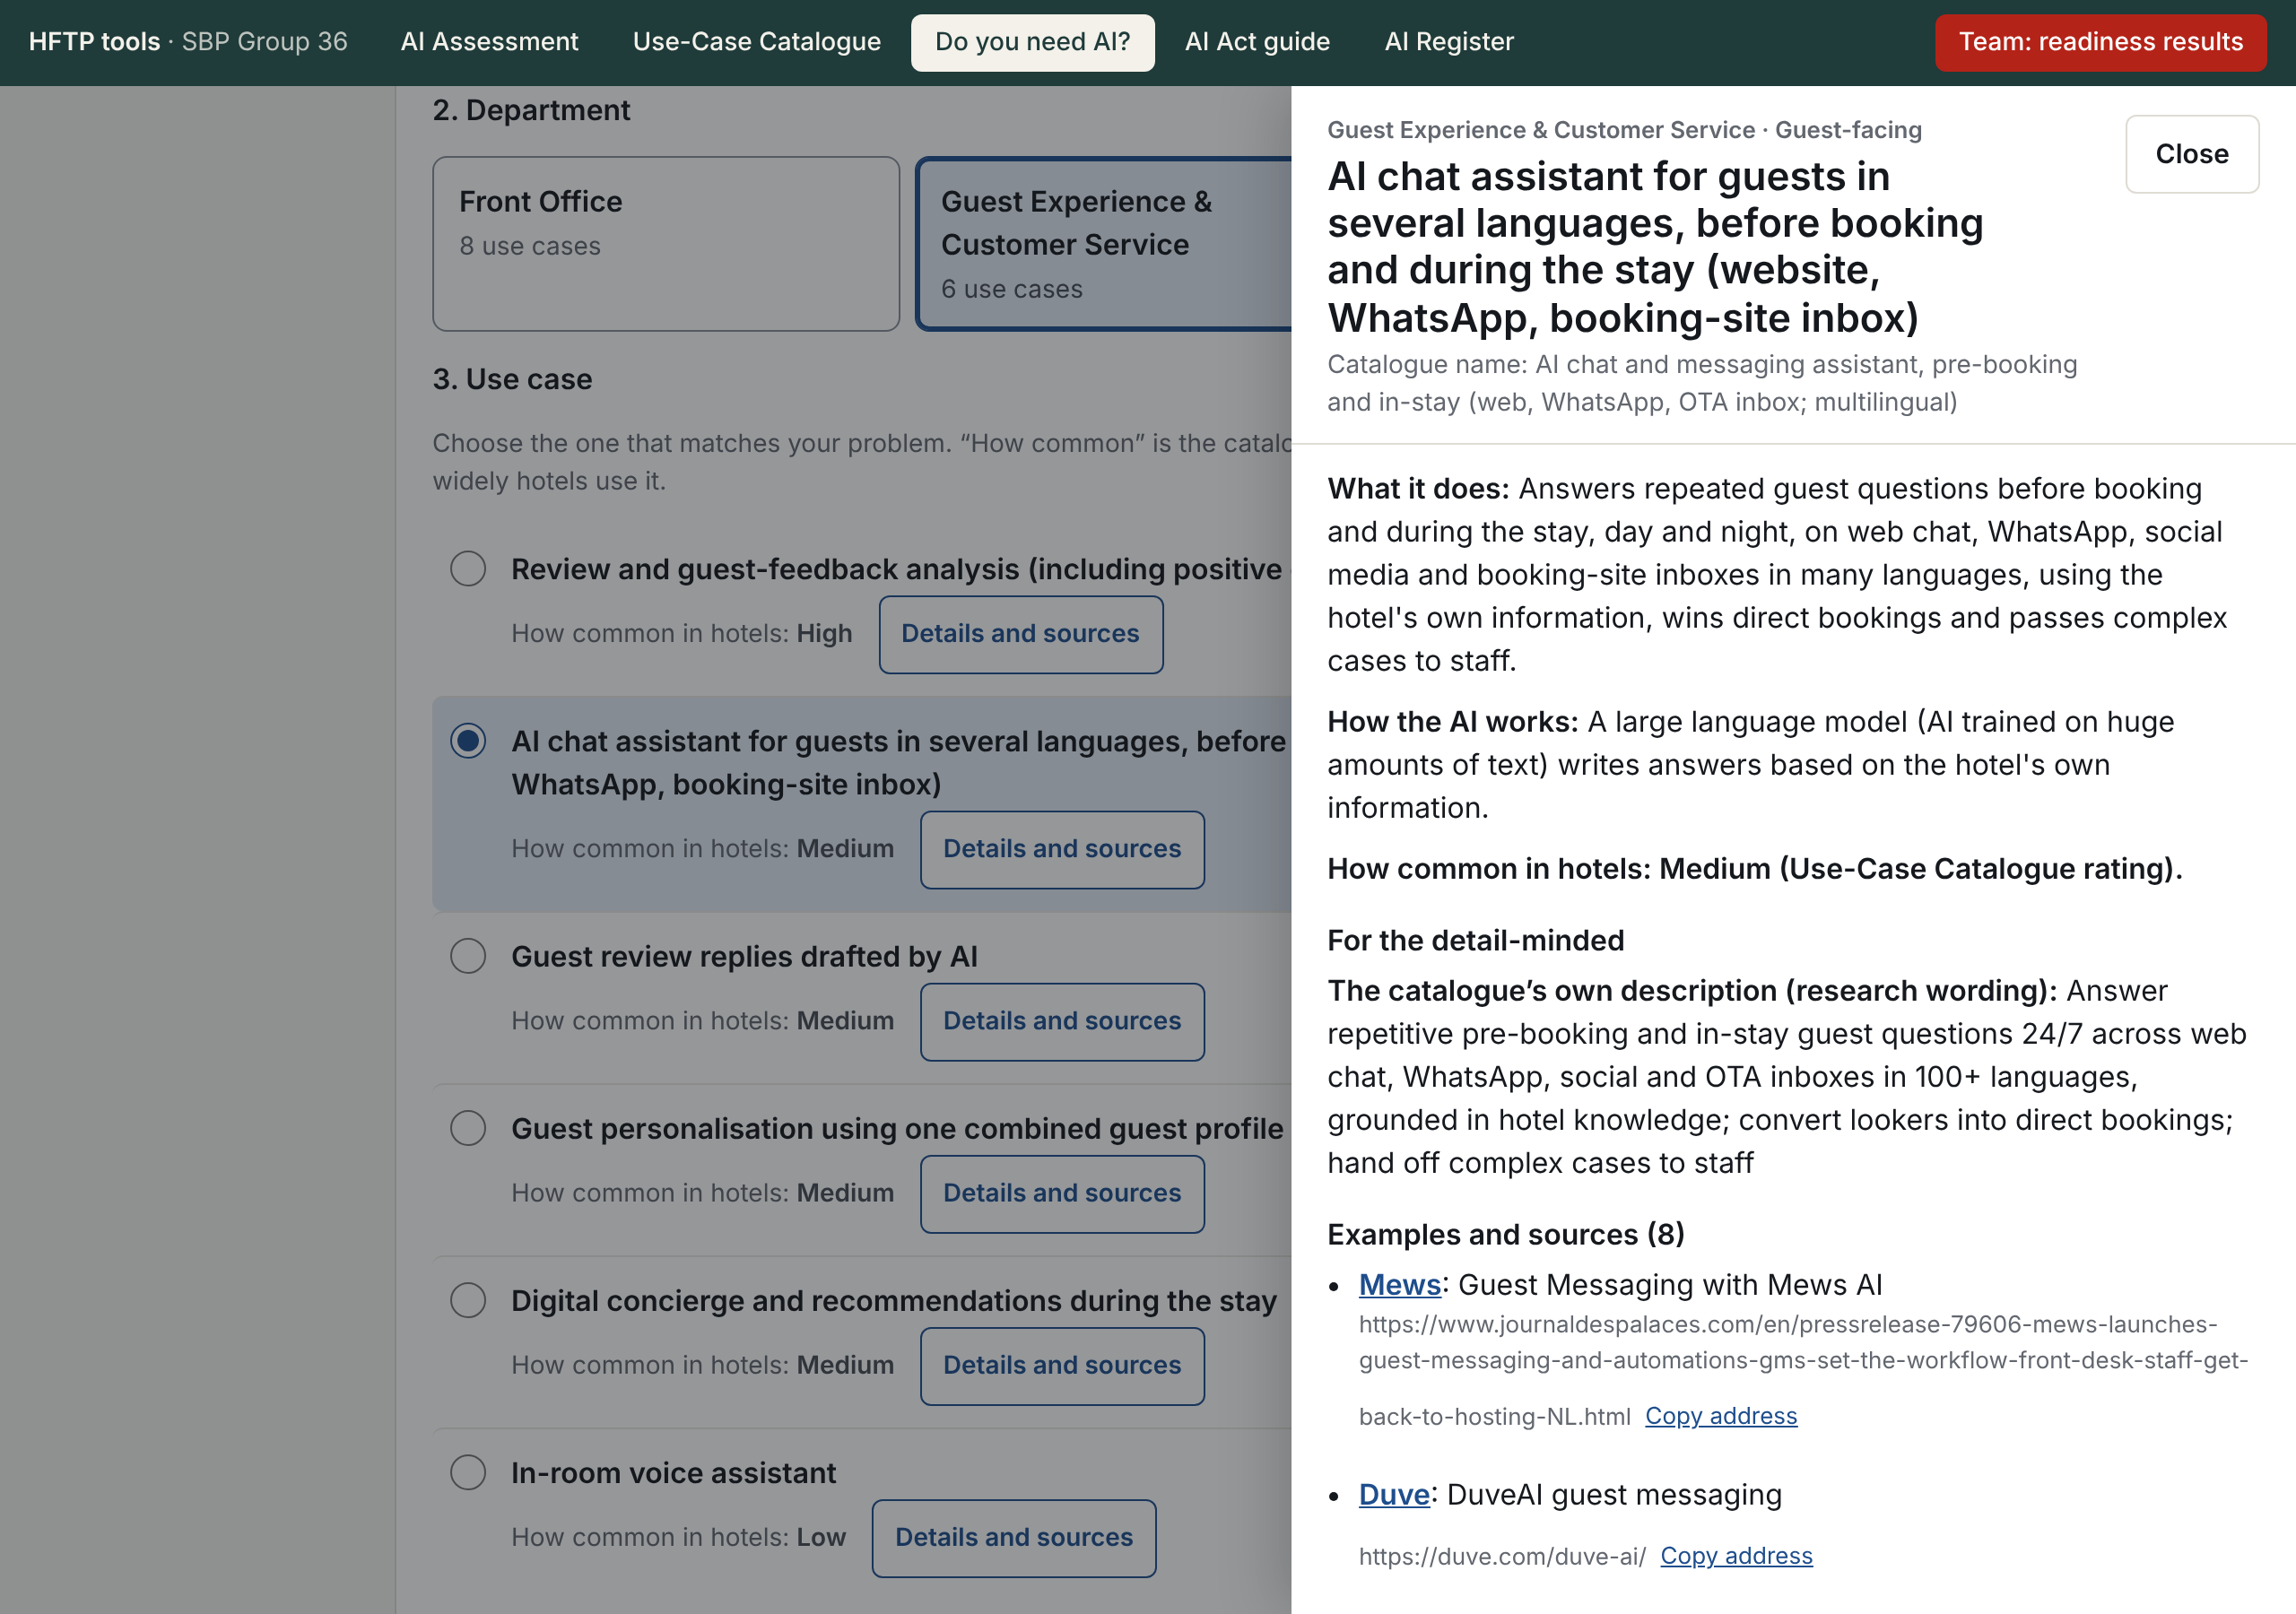 HFTP tools · SBP Group 36
AI Assessment
Use-Case Catalogue
Do you need AI?
AI Act guide
AI Register
Team: readiness results
2. Department
Front Office
8 use cases
Guest Experience &
Customer Service
6 use cases
3. Use case
Choose the one that matches your problem. “How common” is the
widely hotels use it.
Review and guest-feedback analysis (including positive
How common in hotels: High
Details and sources
AI chat assistant for guests in several languages, before
WhatsApp, booking-site inbox)
How common in hotels: Medium
Details and sources
Guest review replies drafted by AI
How common in hotels: Medium
Details and sources
Guest personalisation using one combined guest profile
How common in hotels: Medium
Details and sources
Digital concierge and recommendations during the stay
How common in hotels: Medium
Details and sources
In-room voice assistant
How common in hotels: Low
Details and sources
Guest Experience & Customer Service · Guest-facing
Close
AI chat assistant for guests in
several languages, before booking
and during the stay (website,
WhatsApp, booking-site inbox)
Catalogue name: AI chat and messaging assistant, pre-booking
and in-stay (web, WhatsApp, OTA inbox; multilingual)
What it does: Answers repeated guest questions before booking
and during the stay, day and night, on web chat, WhatsApp, social
media and booking-site inboxes in many languages, using the
hotel's own information, wins direct bookings and passes complex
cases to staff.
How the AI works: A large language model (AI trained on huge
amounts of text) writes answers based on the hotel's own
information.
How common in hotels: Medium (Use-Case Catalogue rating).
For the detail-minded
The catalogue’s own description (research wording): Answer
repetitive pre-booking and in-stay guest questions 24/7 across web
chat, WhatsApp, social and OTA inboxes in 100+ languages,
grounded in hotel knowledge; convert lookers into direct bookings;
hand off complex cases to staff
Examples and sources (8)
• Mews: Guest Messaging with Mews AI
https://www.journaldespalaces.com/en/pressrelease-79606-mews-launches-
guest-messaging-and-automations-gms-set-the-workflow-front-desk-staff-get-
back-to-hosting-NL.html Copy address
• Duve: DuveAI guest messaging
https://duve.com/duve-ai/ Copy address